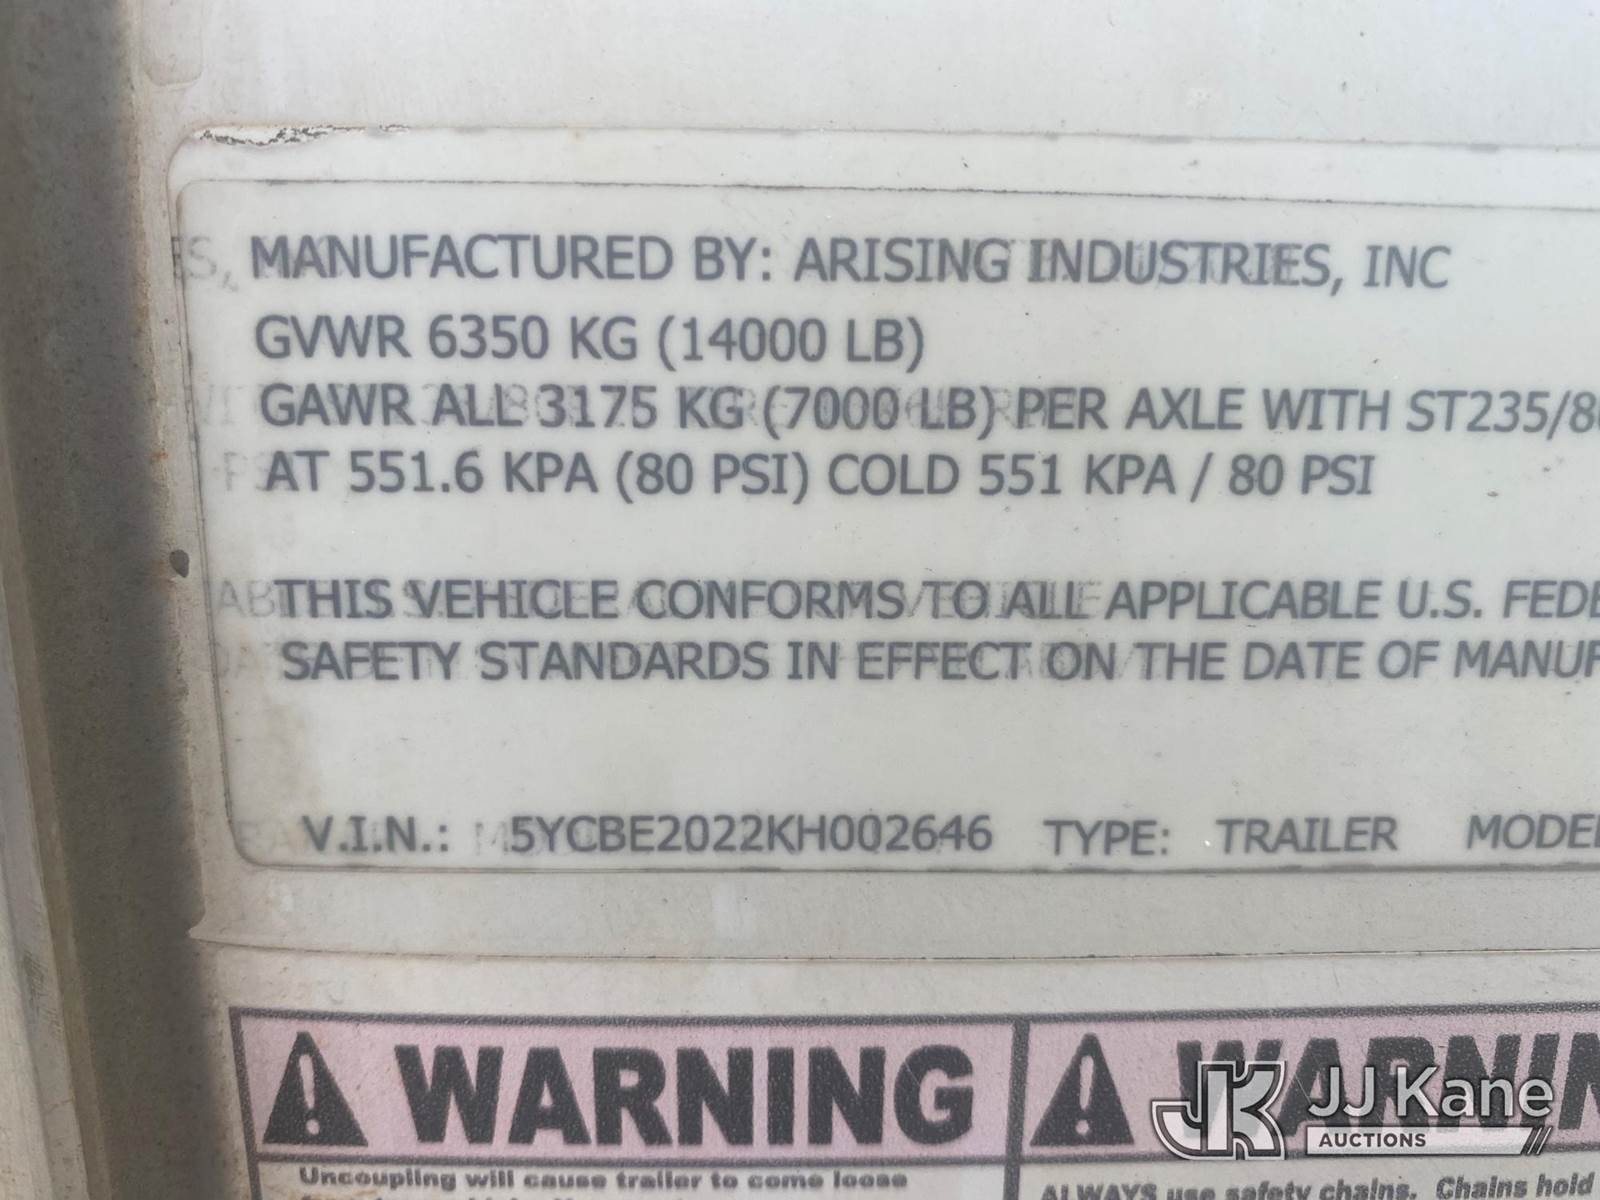 MANUFACTURED BY: ARISING INDUSTRIES, INC
GVWR 6350 KG (14000 LB)
GAWR ALL 3175 KG (7000 LB) PER AXLE WITH ST235/8
AT 551.6 KPA (80 PSI) COLD 551 KPA / 80 PSI
THIS VEHICLE CONFORMS TO ALL APPLICABLE U.S. FEDE
SAFETY STANDARDS IN EFFECT ON THE DATE OF MANUF
V.I.N.: 5YCBE2022KH002646 TYPE: TRAILER MODEL
WARNING
Uncoupling will cause trailer to come loose
WARNIN
ALWAYS use safety chains. Chains hold
JK JJ Kane
AUCTIONS